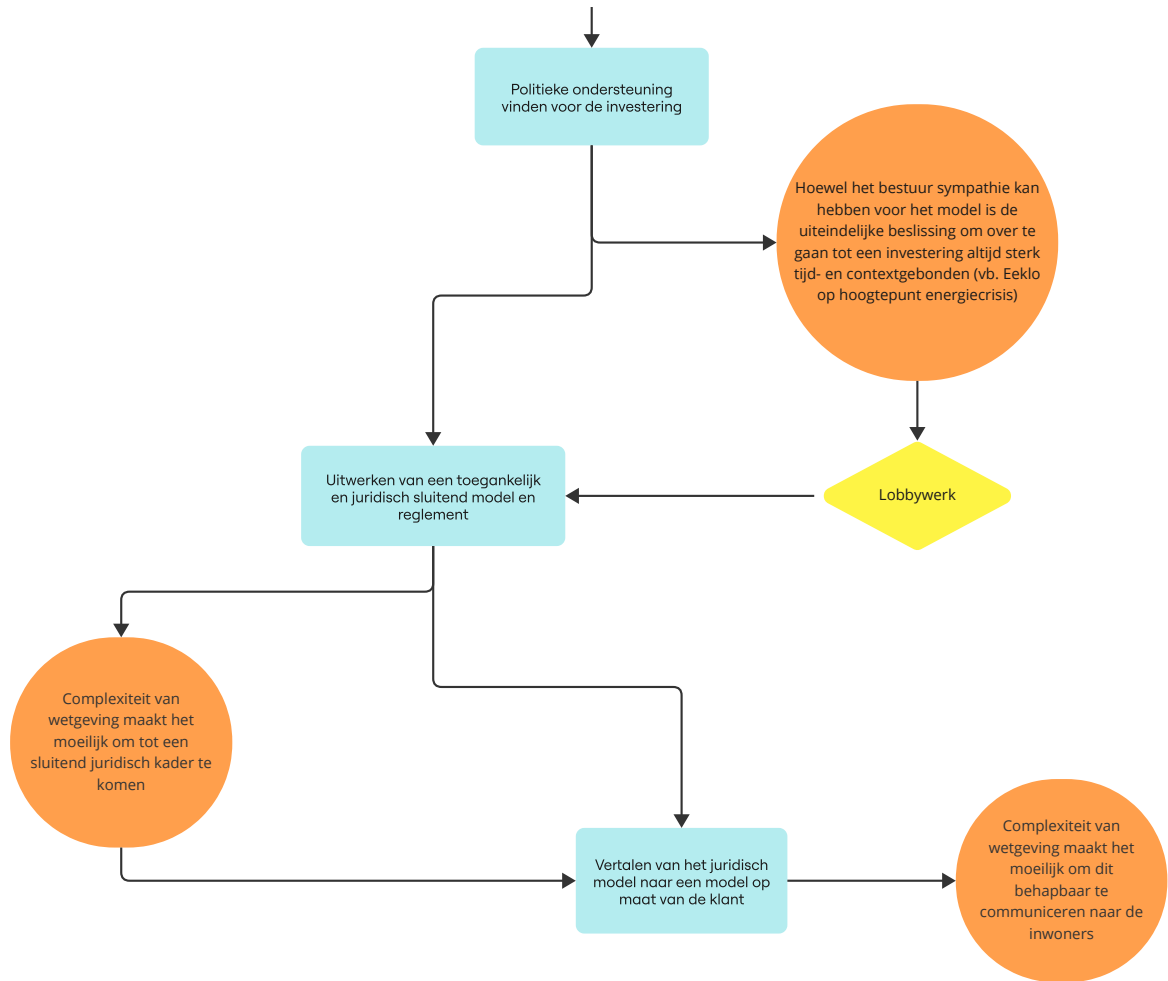 Politieke ondersteuning
vinden voor de investering
Hoewel het bestuur sympathie kan
hebben voor het model is de
uiteindelijke beslissing om over te
gaan tot een investering altijd sterk
tijd- en contextgebonden (vb. Eeklo
op hoogtepunt energiecrisis)
Uitwerken van een toegankelijk
en juridisch sluitend model en
reglement
Lobbywerk
Complexiteit van
wetgeving maakt het
moeilijk om tot een
sluitend juridisch kader te
komen
Vertalen van het juridisch
model naar een model op
maat van de klant
Complexiteit van
wetgeving maakt het
moeilijk om dit
behapbaar te
communiceren naar de
inwoners